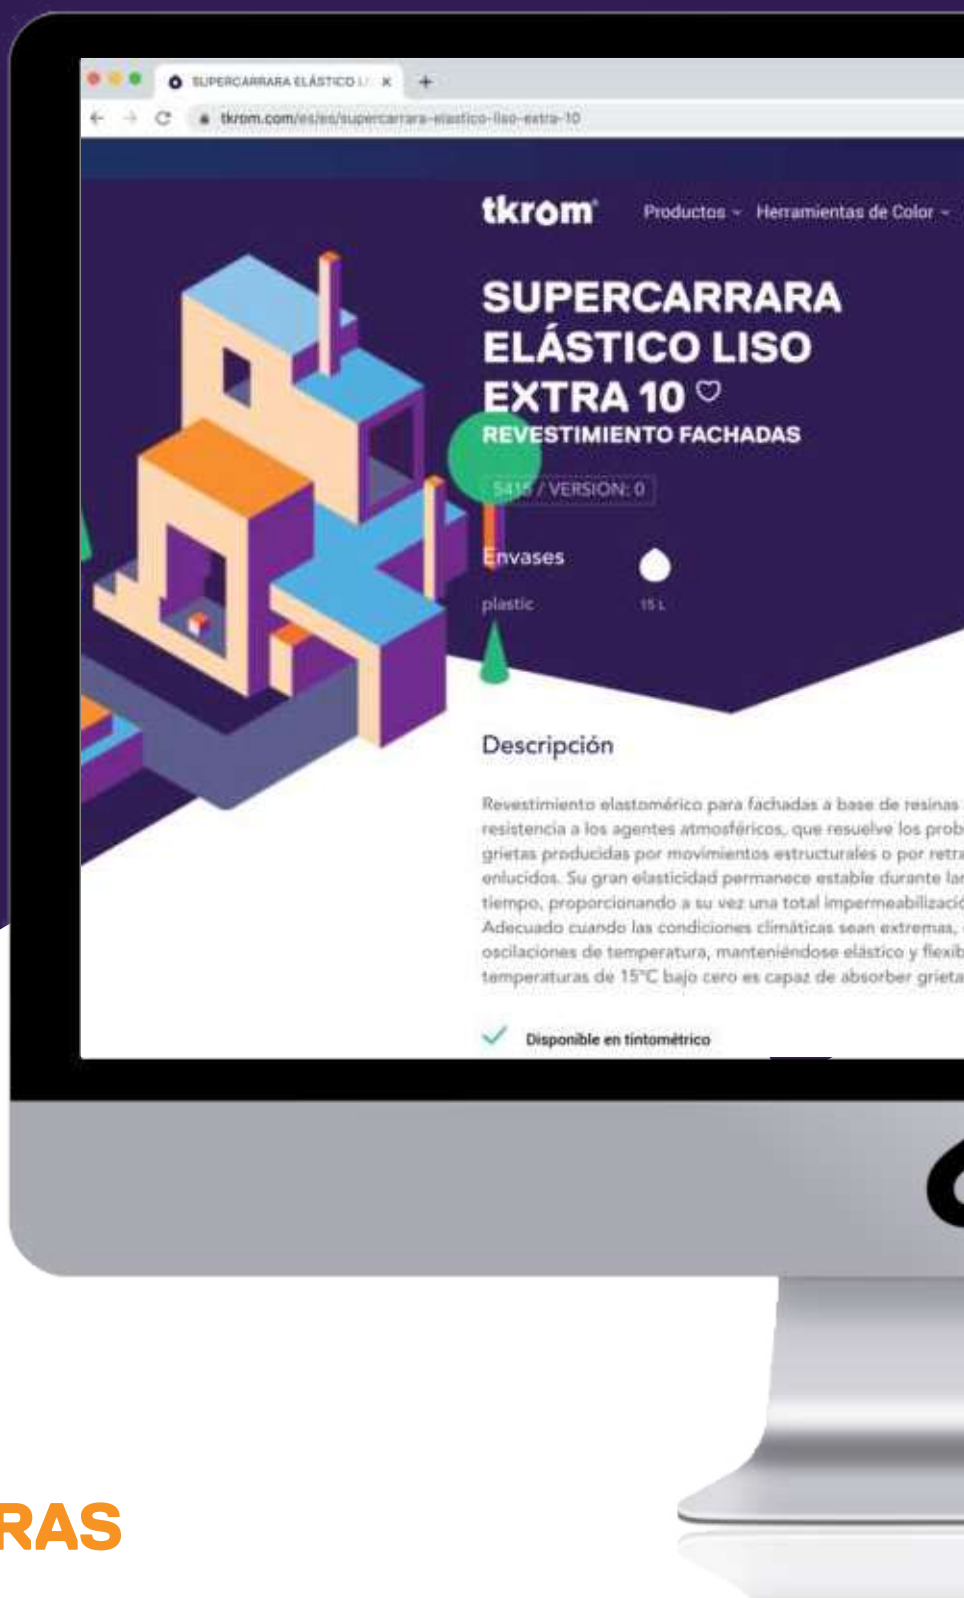 SUPERCARRARA ELÁSTICO LI
tkrom.com/es/es/supercarrara-elastico-liso-extra-10
tkrom
Productos
Herramientas de Color
SUPERCARRARA
ELÁSTICO LISO
EXTRA 10
REVESTIMIENTO FACHADAS
5415 / VERSIÓN: 0
Envases
plastic
15 L
Descripción
Revestimiento elastomérico para fachadas a base de resinas
resistencia a los agentes atmosféricos, que resuelve los prob
grietas producidas por movimientos estructurales o por retra
enlucidos. Su gran elasticidad permanece estable durante lar
tiempo, proporcionando a su vez una total impermeabilizació
Adecuado cuando las condiciones climáticas sean extremas,
oscilaciones de temperatura, manteniéndose elástico y flexib
temperaturas de 15°C bajo cero es capaz de absorber grieta
Disponible en tintométrico
RAS